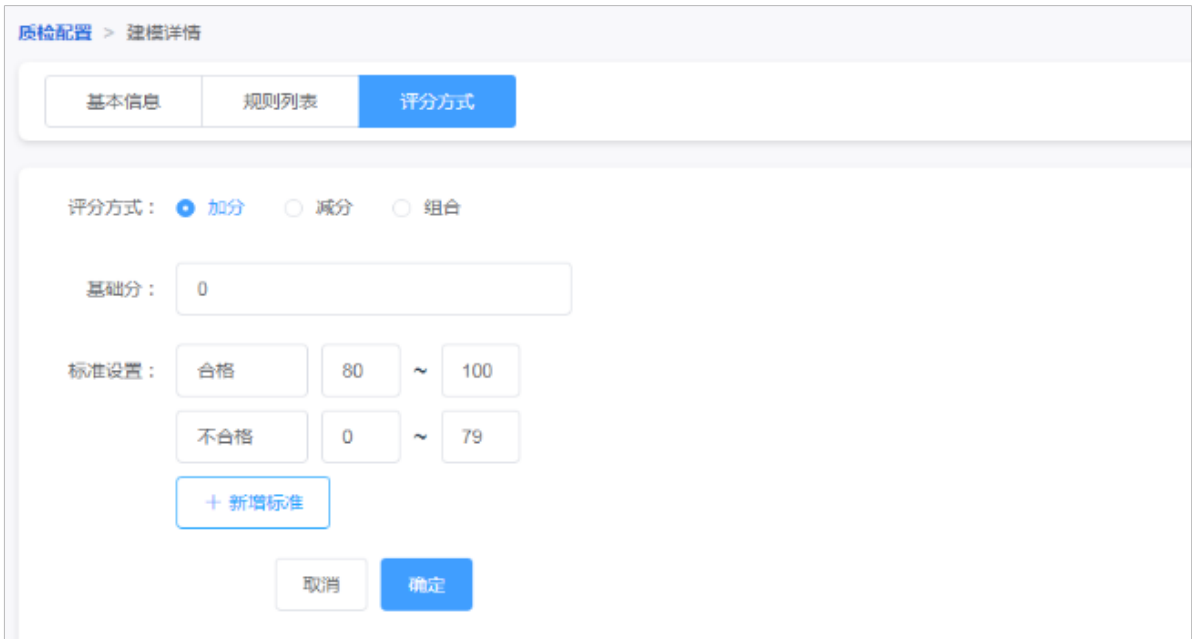 质检配置 > 建模详情
基本信息 规则列表 评分方式
评分方式： 加分 减分 组合
基础分： 0
标准设置： 合格 80 ~ 100
不合格 0 ~ 79
+ 新增标准
取消 确定